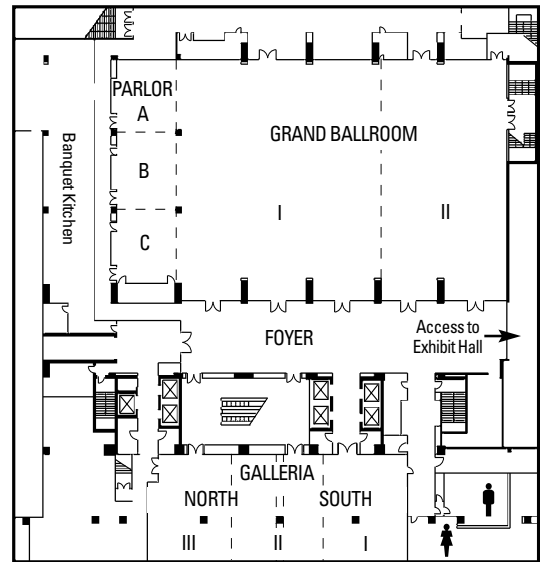 PARLOR
A
GRAND BALLROOM
Banquet Kitchen
B
I
II
C
FOYER
Access to
Exhibit Hall
GALLERIA
NORTH
SOUTH
III
II
I